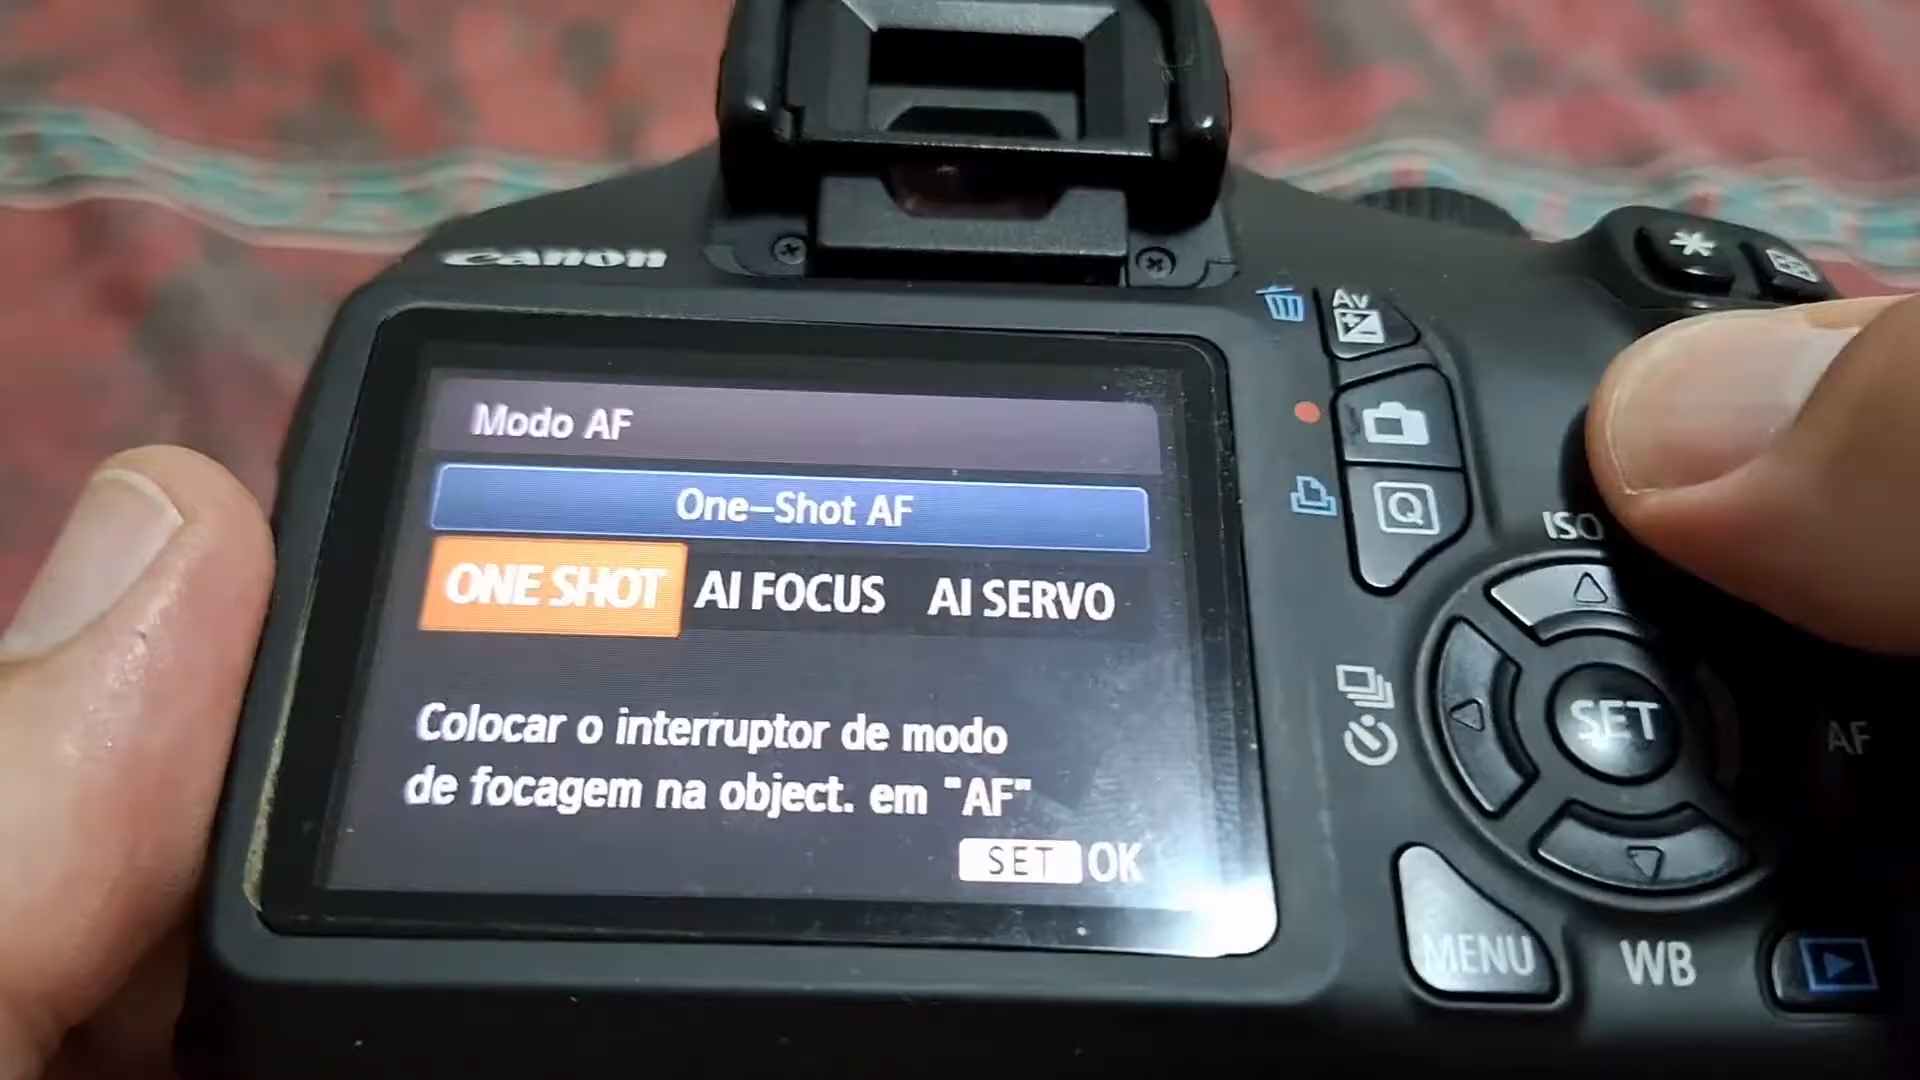 Canon
Av
Modo AF
One-Shot AF
ONE SHOT AI FOCUS AI SERVO
Q
ISO
Colocar o interruptor de modo
de focagem na object. em "AF"
SET
AF
SET OK
MENU
WB